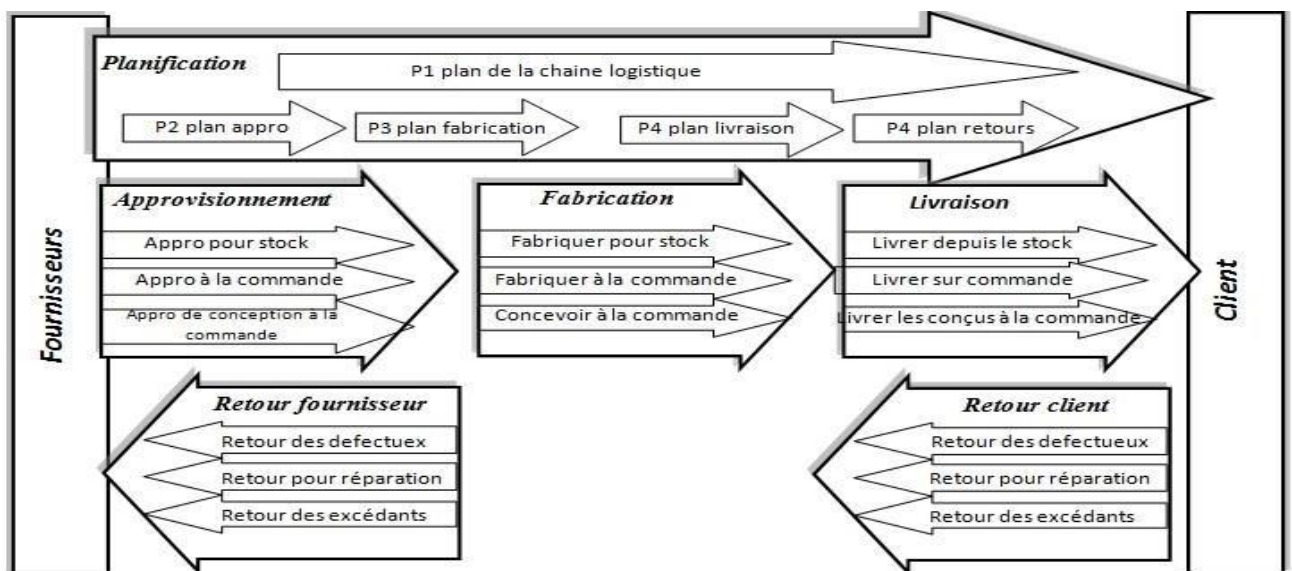 Planification
P1 plan de la chaine logistique
P2 plan appro
P3 plan fabrication
P4 plan livraison
P4 plan retours
Fournisseurs
Approvisionnement
Appro pour stock
Appro à la commande
Appro de conception à la
commande
Fabrication
Fabriquer pour stock
Fabriquer à la commande
Concevoir à la commande
Livraison
Livrer depuis le stock
Livrer sur commande
Livrer les conçus à la commande
Client
Retour fournisseur
Retour des defectuex
Retour pour réparation
Retour des excédants
Retour client
Retour des defectueux
Retour pour réparation
Retour des excédants